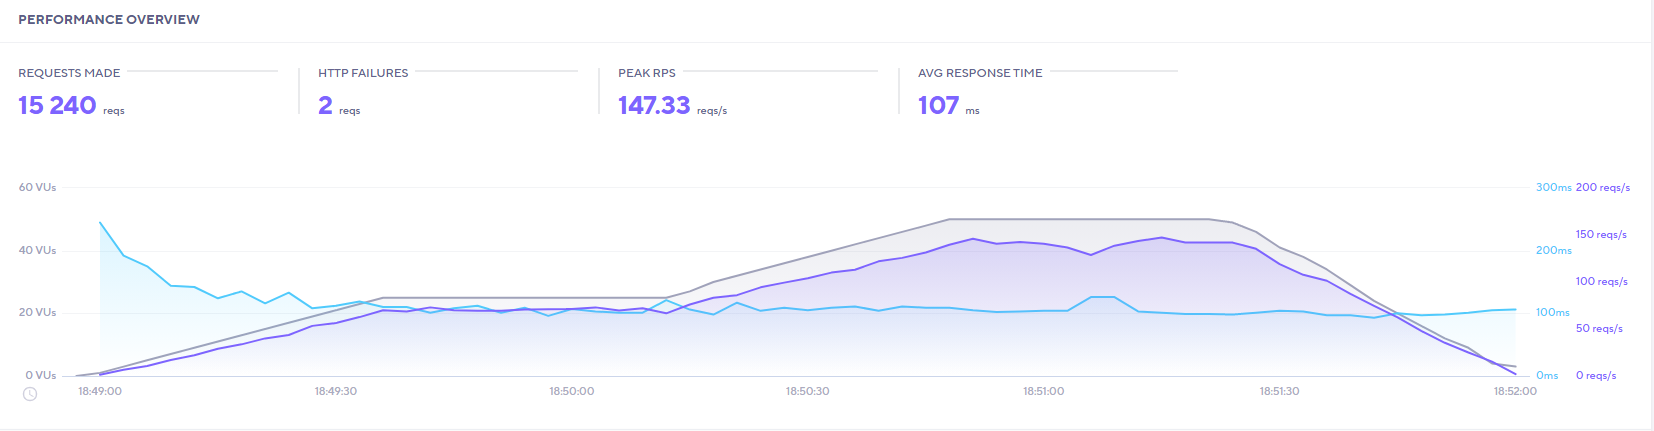 PERFORMANCE OVERVIEW
REQUESTS MADE
15 240 reqs
HTTP FAILURES
2 reqs
PEAK RPS
147.33 reqs/s
AVG RESPONSE TIME
107 ms
60 VUs
40 VUs
20 VUs
0 VUs
300ms 200 reqs/s
150 reqs/s
200ms
100 reqs/s
100ms
50 reqs/s
0ms 0 reqs/s
18:49:00 18:49:30 18:50:00 18:50:30 18:51:00 18:51:30 18:52:00